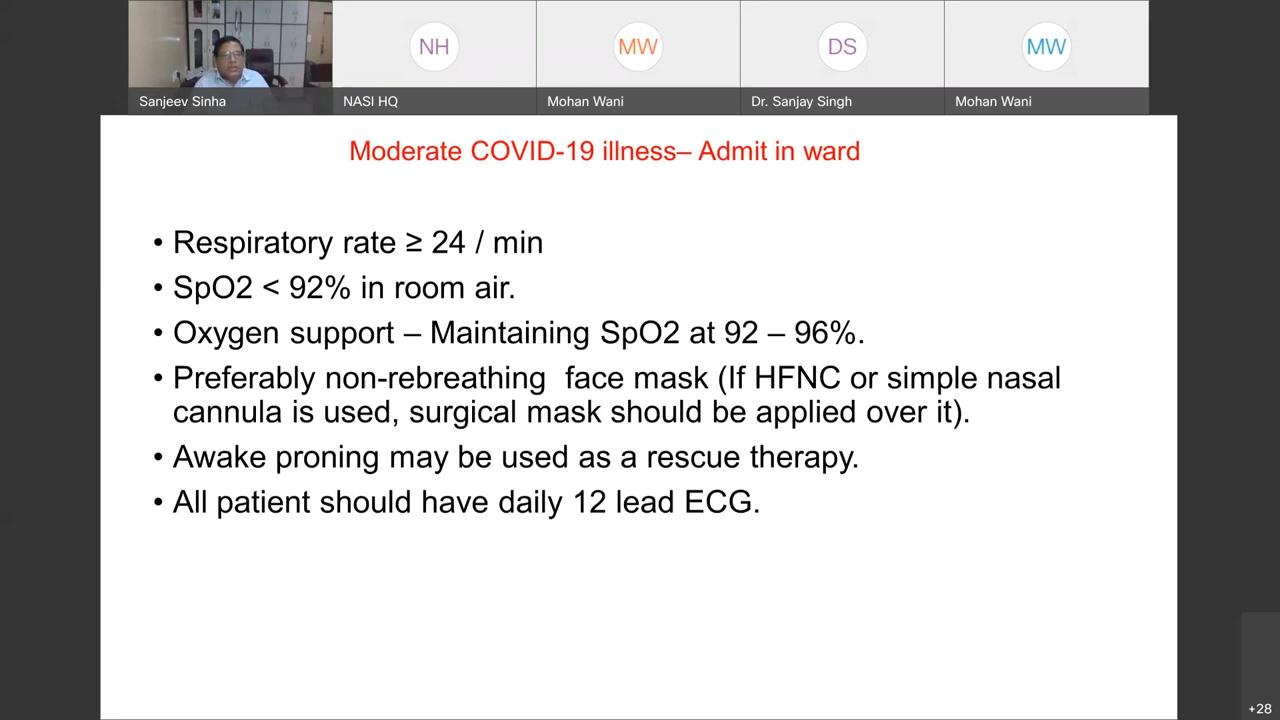 NH
MW
DS
MW
Sanjeev Sinha
NASI HQ
Mohan Wani
Dr. Sanjay Singh
Mohan Wani
Moderate COVID-19 illness– Admit in ward
• Respiratory rate ≥ 24 / min
• SpO2 < 92% in room air.
• Oxygen support – Maintaining SpO2 at 92 – 96%.
• Preferably non-rebreathing  face mask (If HFNC or simple nasal
cannula is used, surgical mask should be applied over it).
• Awake proning may be used as a rescue therapy.
• All patient should have daily 12 lead ECG.
+28